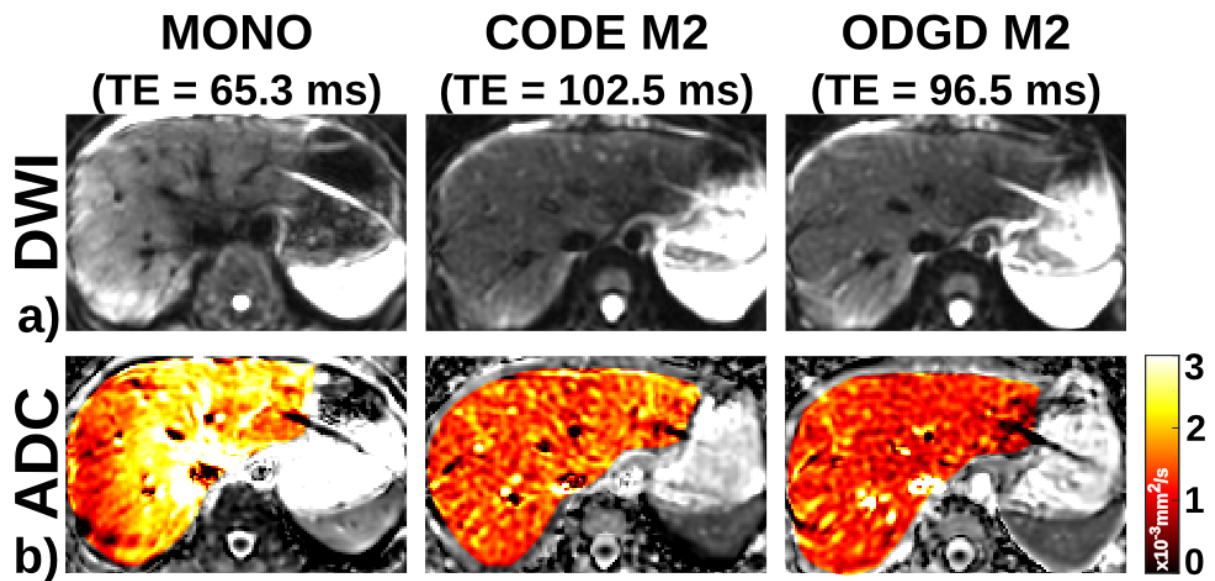 MONO
(TE = 65.3 ms)
CODE M2
(TE = 102.5 ms)
ODGD M2
(TE = 96.5 ms)
a) DWI
b) ADC
3
2
1
0
x10⁻³mm²/s